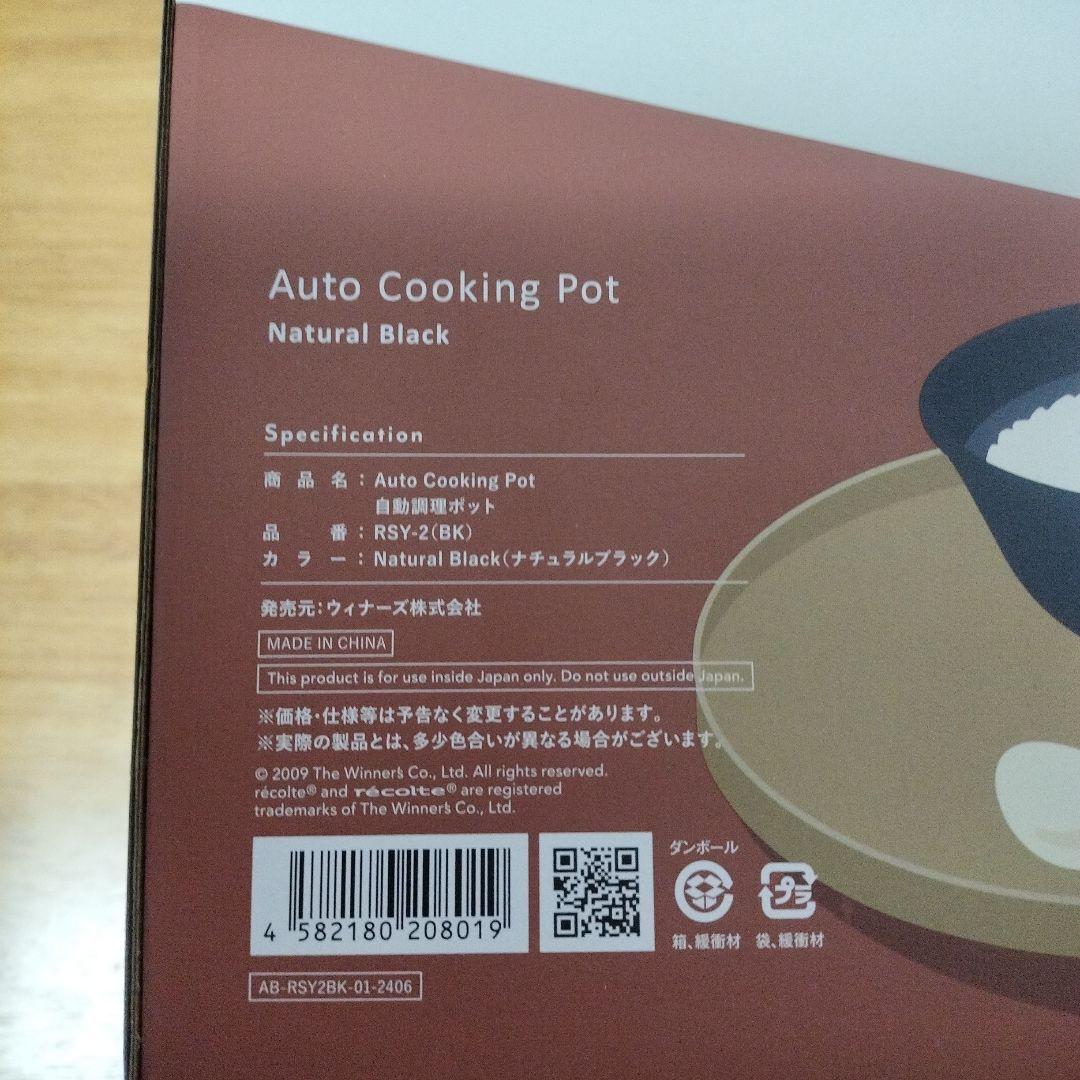 Auto Cooking Pot
Natural Black
Specification
商品名：Auto Cooking Pot
自動調理ポット
品番：RSY-2（BK）
カラー：Natural Black（ナチュラルブラック）
発売元：ウィナーズ株式会社
MADE IN CHINA
This product is for use inside Japan only. Do not use outside Japan.
※価格・仕様等は予告なく変更することがあります。
※実際の製品とは、多少色合いが異なる場合がございます。
© 2009 The Winner's Co., Ltd. All rights reserved.
récolte® and récolte® are registered
trademarks of The Winner's Co., Ltd.
4 582180 208019
ダンボール
プラ
箱、緩衝材
袋、緩衝材
AB-RSY2BK-01-2406